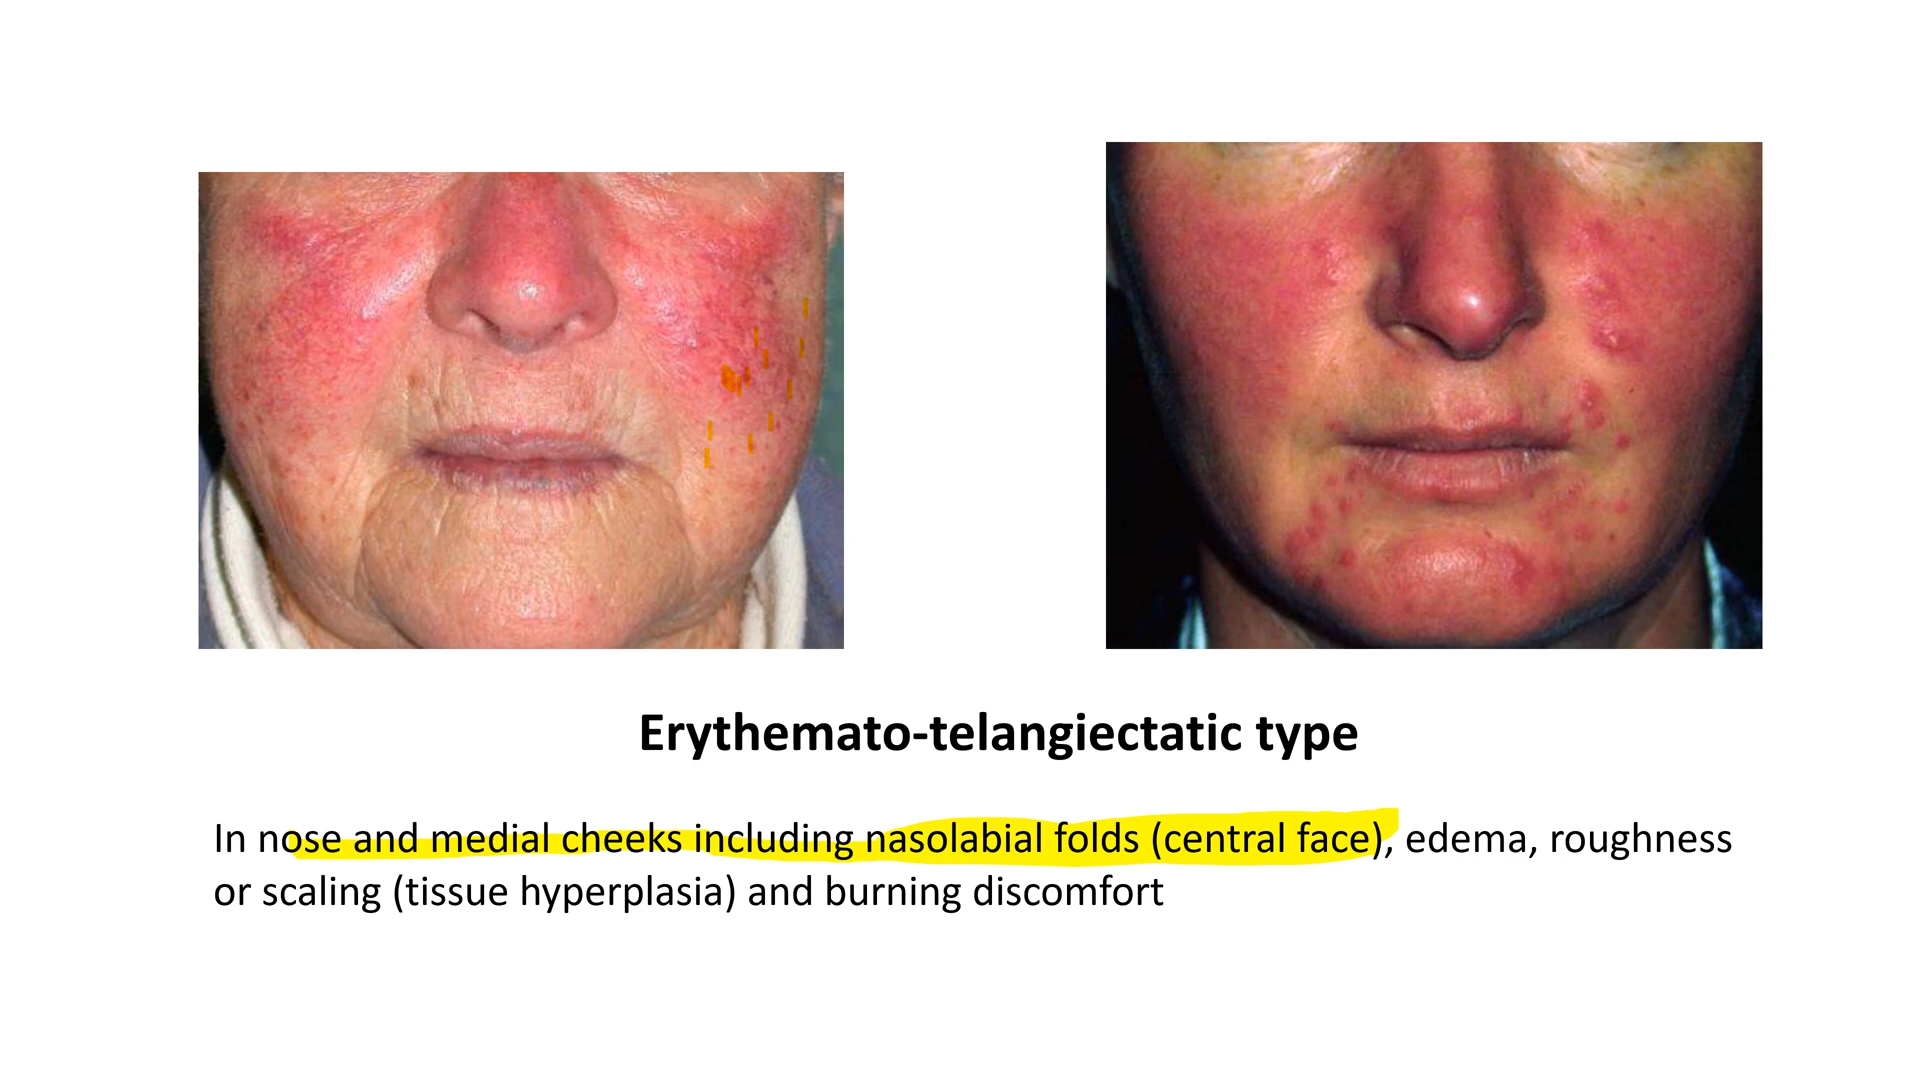 Erythemato-telangiectatic type
In nose and medial cheeks including nasolabial folds (central face), edema, roughness
or scaling (tissue hyperplasia) and burning discomfort